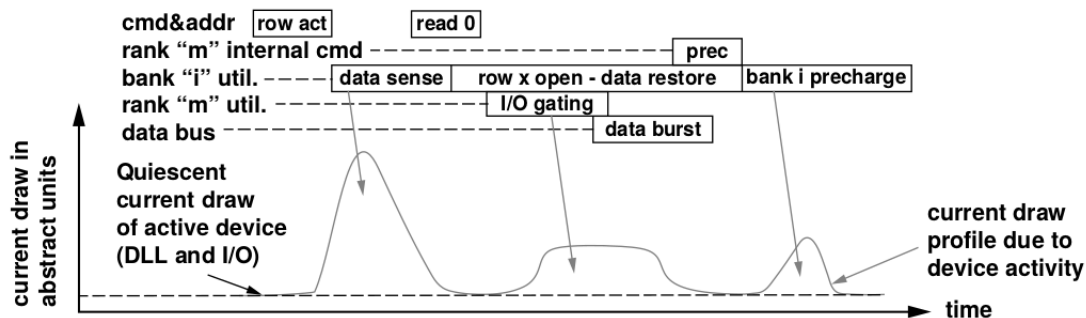 cmd&addr row act read 0
rank “m” internal cmd prec
bank “i” util. data sense row x open - data restore bank i precharge
rank “m” util. I/O gating
data bus data burst
current draw in
abstract units
Quiescent
current draw
of active device
(DLL and I/O)
current draw
profile due to
device activity
time